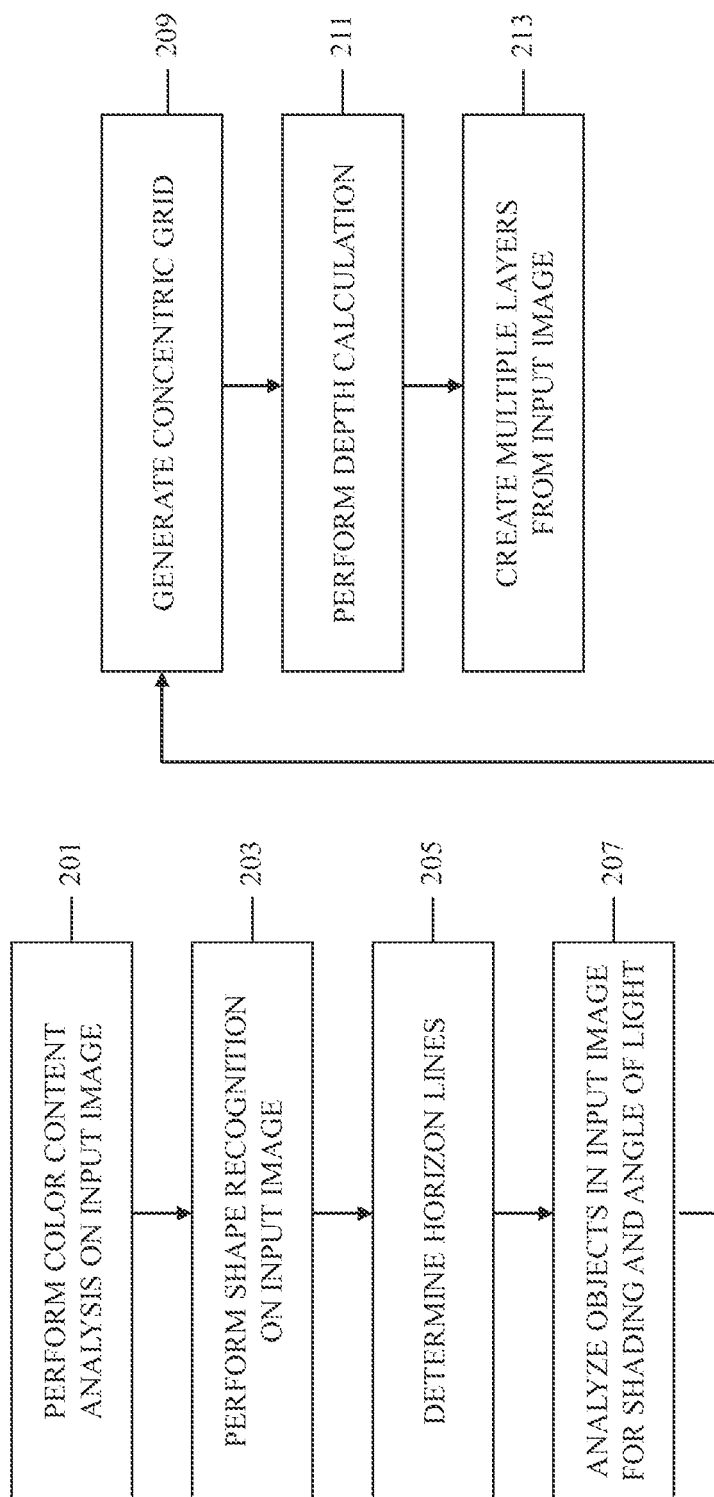 PERFORM COLOR CONTENT
ANALYSIS ON INPUT IMAGE
201
PERFORM SHAPE RECOGNITION
ON INPUT IMAGE
203
DETERMINE HORIZON LINES
205
ANALYZE OBJECTS IN INPUT IMAGE
FOR SHADING AND ANGLE OF LIGHT
207
GENERATE CONCENTRIC GRID
209
PERFORM DEPTH CALCULATION
211
CREATE MULTIPLE LAYERS
FROM INPUT IMAGE
213